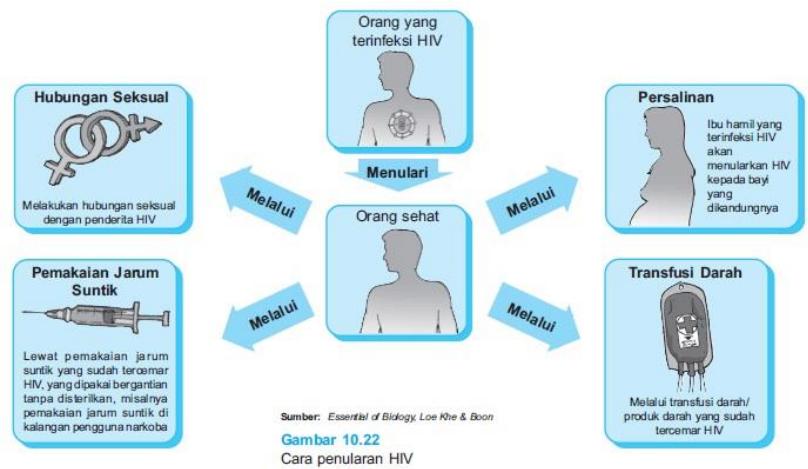 Orang yang
terinfeksi HIV
Menulari
Orang sehat
Hubungan Seksual
Melakukan hubungan seksual
dengan penderita HIV
Melalui
Persalinan
Ibu hamil yang
terinfeksi HIV
akan
menularkan HIV
kepada bayi
yang
dikandungnya
Melalui
Pemakaian Jarum
Suntik
Lewat pemakaian jarum
suntik yang sudah tercemar
HIV, yang dipakai bergantian
tanpa disterilkan, misalnya
pemakaian jarum suntik di
kalangan pengguna narkoba
Melalui
Transfusi Darah
Melalui transfusi darah/
produk darah yang sudah
tercemar HIV
Melalui
Sumber: Essential of Biology, Loe Khe & Boon
Gambar 10.22
Cara penularan HIV